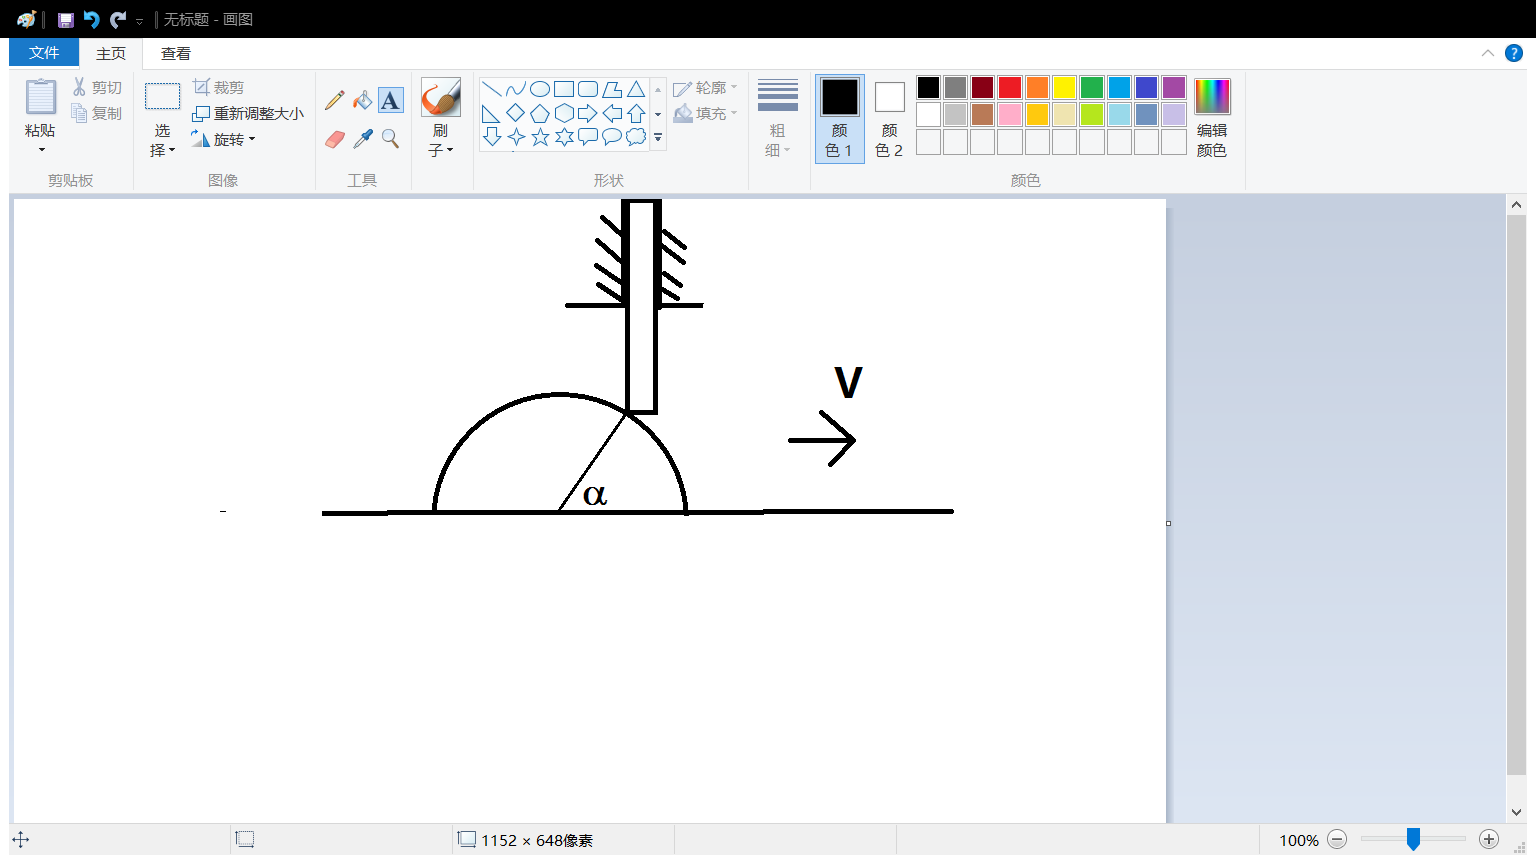 无标题 - 画图
文件 主页 查看
粘贴
剪切
复制
剪贴板
选择
裁剪
重新调整大小
旋转
图像
A
工具
刷子
形状
轮廓
填充
粗细
颜色 1
颜色 2
编辑颜色
颜色
?
V
α
1152 × 648像素
100%